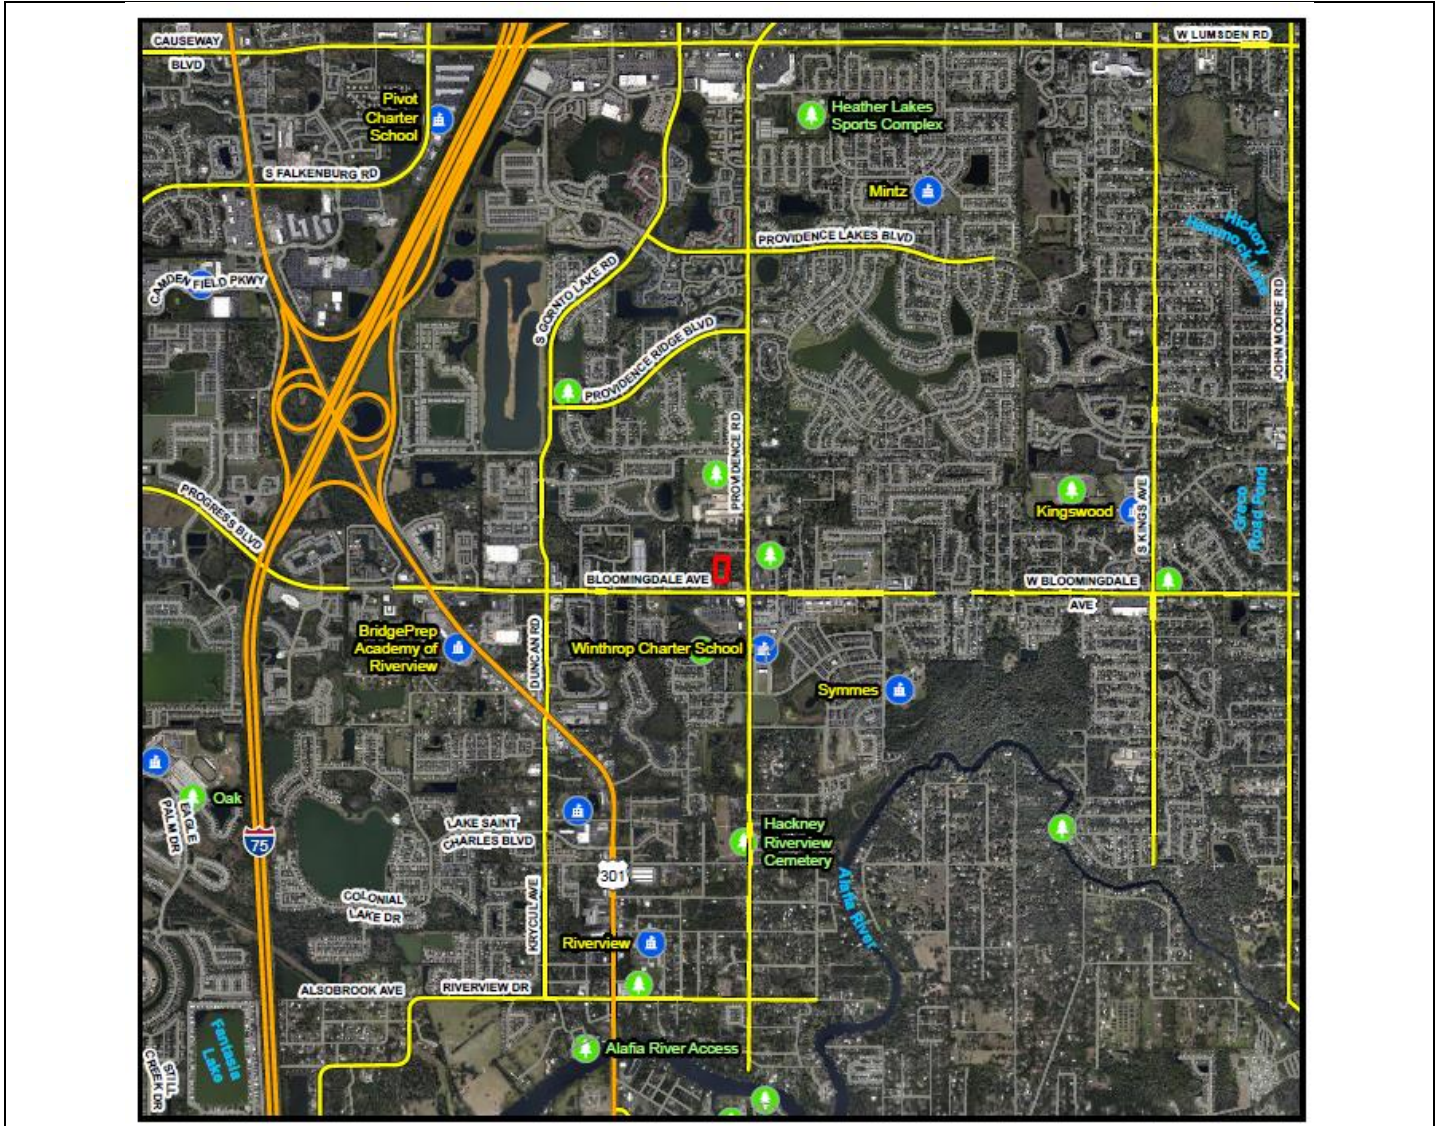 CAUSEWAY
BLVD
W LUMSDEN RD
Pivot
Charter
School
Heather Lakes
Sports Complex
S FALKENBURG RD
Mintz
Hickory
Hammock Lake
PROVIDENCE LAKES BLVD
CAMDEN FIELD PKWY
S GORNTO LAKE RD
JOHN MOORE RD
PROVIDENCE RIDGE BLVD
PROVIDENCE RD
PROGRESS BLVD
Kingswood
S KINGS AVE
Greco
Road Pond
BLOOMINGDALE AVE
W BLOOMINGDALE
AVE
BridgePrep
Academy of
Riverview
DUNCAN RD
Winthrop Charter School
Symmes
Oak
EAGLE
PALM DR
75
LAKE SAINT
CHARLES BLVD
Hackney
Riverview
Cemetery
301
COLONIAL
LAKE DR
KRYCUL AVE
Alafia River
Riverview
ALSOBROOK AVE
RIVERVIEW DR
Fantasia
Lake
Alafia River Access
STILL
CREEK DR